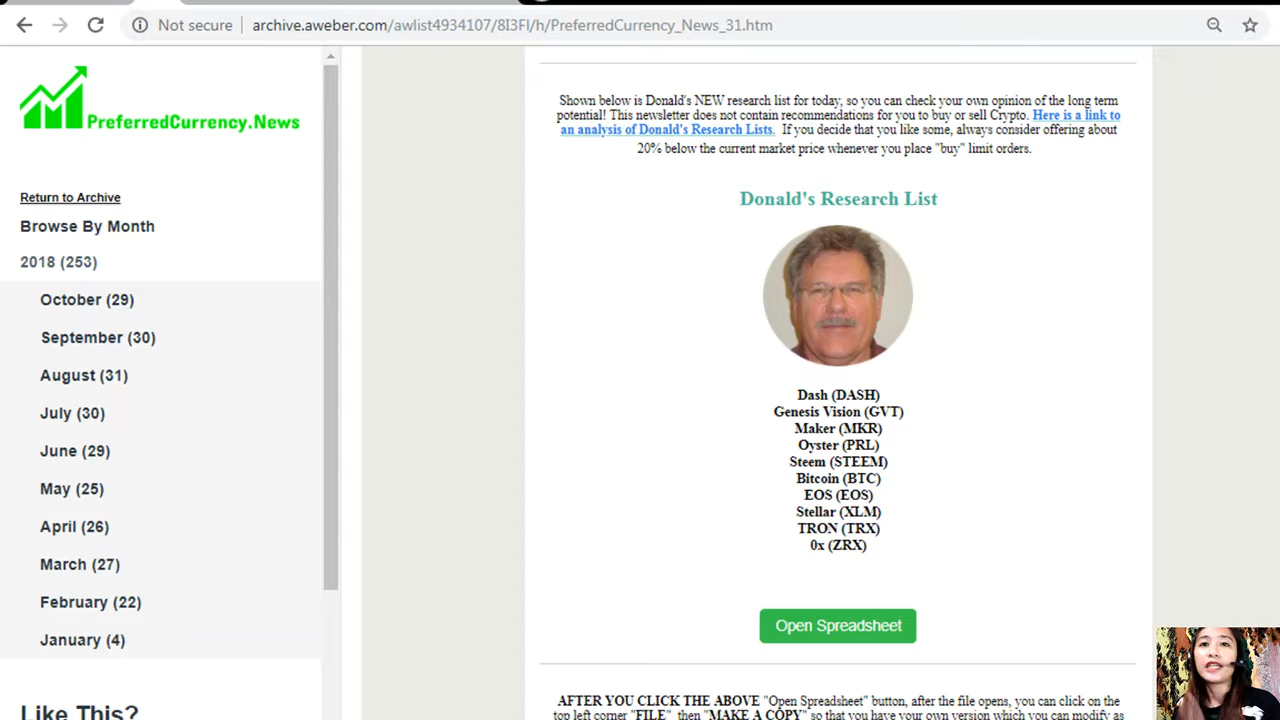 Not secure
archive.aweber.com/awlist4934107/8I3FI/h/PreferredCurrency_News_31.htm
PreferredCurrency.News
Return to Archive
Browse By Month
2018 (253)
October (29)
September (30)
August (31)
July (30)
June (29)
May (25)
April (26)
March (27)
February (22)
January (4)
Like This?
Shown below is Donald's NEW research list for today, so you can check your own opinion of the long term
potential! This newsletter does not contain recommendations for you to buy or sell Crypto. Here is a link to
an analysis of Donald's Research Lists. If you decide that you like some, always consider offering about
20% below the current market price whenever you place "buy" limit orders.
Donald's Research List
Dash (DASH)
Genesis Vision (GVT)
Maker (MKR)
Oyster (PRL)
Steem (STEEM)
Bitcoin (BTC)
EOS (EOS)
Stellar (XLM)
TRON (TRX)
0x (ZRX)
Open Spreadsheet
AFTER YOU CLICK THE ABOVE "Open Spreadsheet" button, after the file opens, you can click on the
top left corner "FILE" then "MAKE A COPY" so that you have your own version which you can modify as